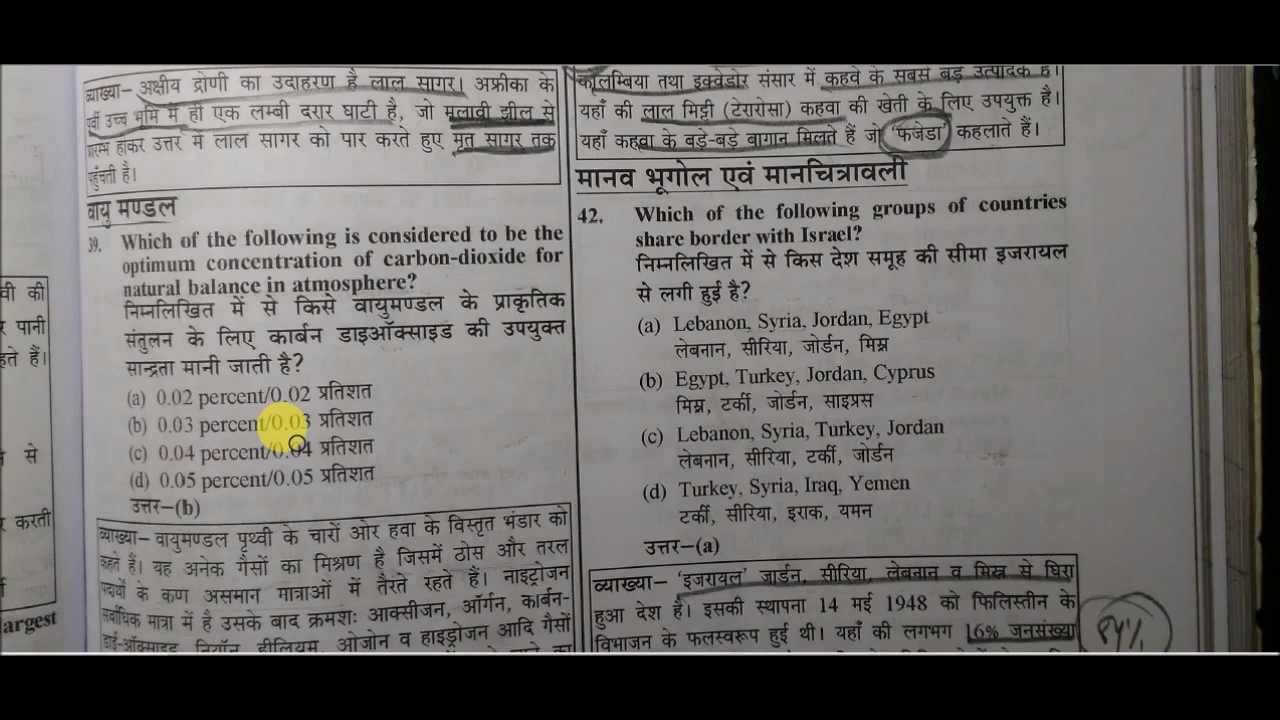 व्याख्या– अक्षीय द्रोणी का उदाहरण है लाल सागर। अफ्रीका के
पूर्वी उच्च भूमि में ही एक लम्बी दरार घाटी है, जो मलावी झील से
प्रारम्भ होकर उत्तर में लाल सागर को पार करते हुए मृत सागर तक
पहुँचती है।
वायु मण्डल
39. Which of the following is considered to be the
optimum concentration of carbon-dioxide for
natural balance in atmosphere?
निम्नलिखित में से किसे वायुमण्डल के प्राकृतिक
संतुलन के लिए कार्बन डाइऑक्साइड की उपयुक्त
सान्द्रता मानी जाती है?
(a) 0.02 percent/0.02 प्रतिशत
(b) 0.03 percent/0.03 प्रतिशत
(c) 0.04 percent/0.04 प्रतिशत
(d) 0.05 percent/0.05 प्रतिशत
उत्तर–(b)
व्याख्या– वायुमण्डल पृथ्वी के चारों ओर हवा के विस्तृत भंडार को
कहते हैं। यह अनेक गैसों का मिश्रण है जिसमें ठोस और तरल
पदार्थों के कण असमान मात्राओं में तैरते रहते हैं। नाइट्रोजन
सर्वाधिक मात्रा में है उसके बाद क्रमशः आक्सीजन, ऑर्गन, कार्बन-
डाई-ऑक्साइड, नियॉन, हीलियम, ओजोन व हाइड्रोजन आदि गैसों
कोलम्बिया तथा इक्वेडोर संसार में कहवे के सबसे बड़े उत्पादक है।
यहाँ की लाल मिट्टी (टेरारोसा) कहवा की खेती के लिए उपयुक्त है।
यहाँ कहवा के बड़े-बड़े बागान मिलते हैं जो 'फजेडा' कहलाते हैं।
मानव भूगोल एवं मानचित्रावली
42. Which of the following groups of countries
share border with Israel?
निम्नलिखित में से किस देश समूह की सीमा इजरायल
से लगी हुई है?
(a) Lebanon, Syria, Jordan, Egypt
लेबनान, सीरिया, जोर्डन, मिस्र
(b) Egypt, Turkey, Jordan, Cyprus
मिस्र, टर्की, जोर्डन, साइप्रस
(c) Lebanon, Syria, Turkey, Jordan
लेबनान, सीरिया, टर्की, जोर्डन
(d) Turkey, Syria, Iraq, Yemen
टर्की, सीरिया, इराक, यमन
उत्तर–(a)
व्याख्या– 'इजरायल' जार्डन, सीरिया, लेबनान व मिस्र से घिरा
हुआ देश है। इसकी स्थापना 14 मई 1948 को फिलिस्तीन के
विभाजन के फलस्वरूप हुई थी। यहाँ की लगभग 16% जनसंख्या
वी की
पानी
हते हैं।
से
करती
argest